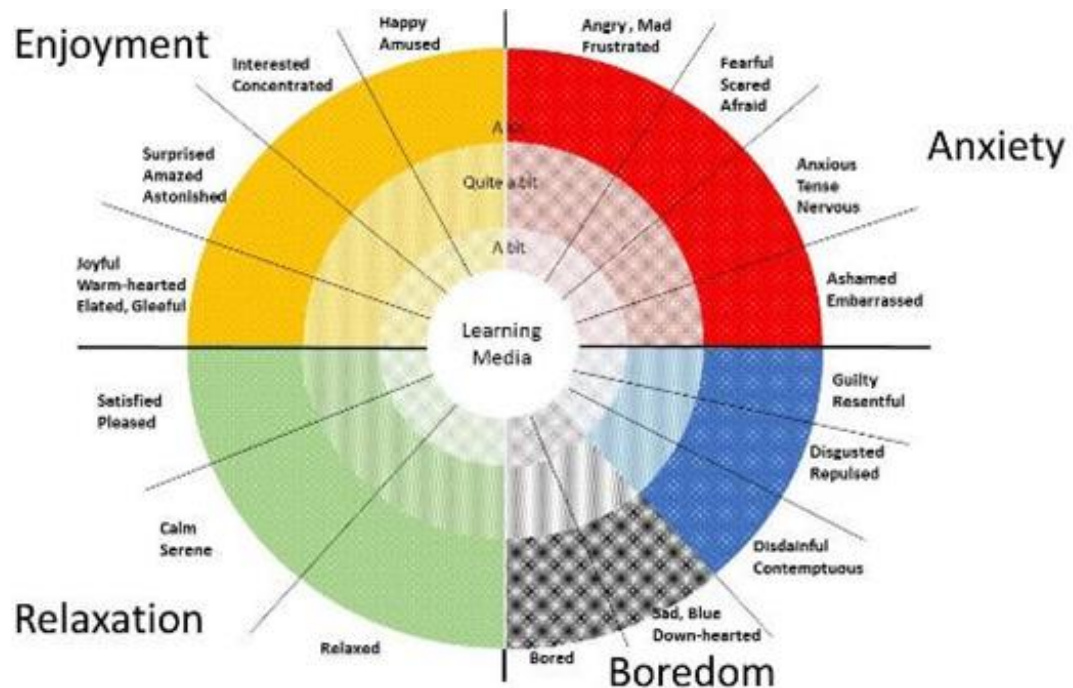 Enjoyment
Happy
Amused
Interested
Concentrated
Surprised
Amazed
Astonished
Joyful
Warm-hearted
Elated, Gleeful
Angry, Mad
Frustrated
Fearful
Scared
Afraid
Anxiety
Anxious
Tense
Nervous
Ashamed
Embarrassed
A lot
Quite a bit
A bit
Learning
Media
Satisfied
Pleased
Calm
Serene
Relaxation
Relaxed
Guilty
Resentful
Disgusted
Repulsed
Disdainful
Contemptuous
Sad, Blue
Down-hearted
Bored
Boredom